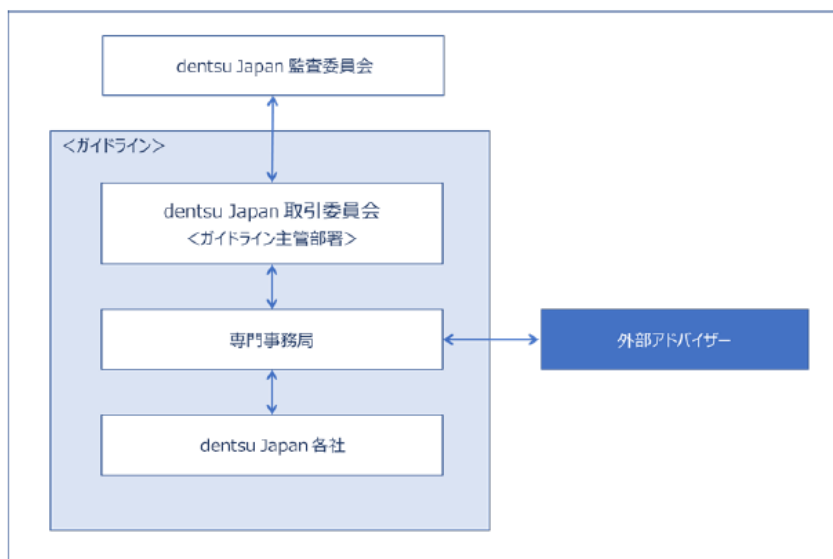 dentsu Japan 監査委員会
<ガイドライン>
dentsu Japan 取引委員会
<ガイドライン主管部署>
専門事務局
外部アドバイザー
dentsu Japan 各社